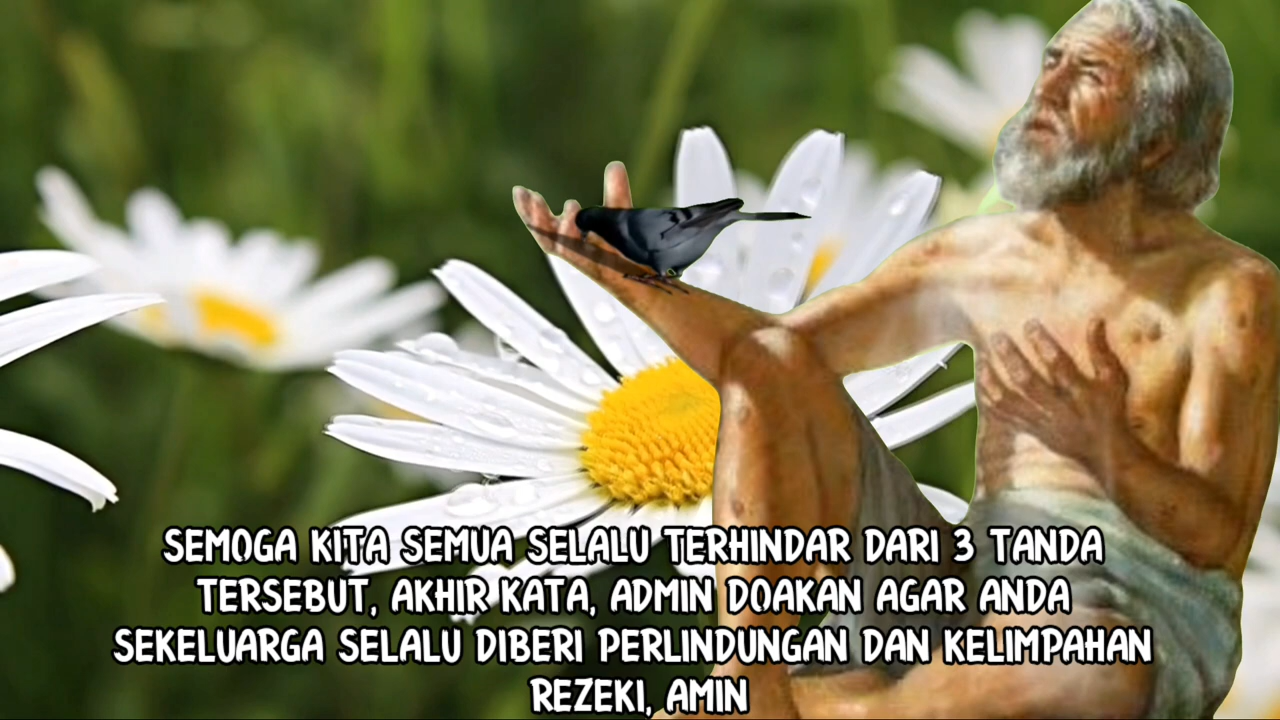 SEMOGA KITA SEMUA SELALU TERHINDAR DARI 3 TANDA
TERSEBUT, AKHIR KATA, ADMIN DOAKAN AGAR ANDA
SEKELUARGA SELALU DIBERI PERLINDUNGAN DAN KELIMPAHAN
REZEKI, AMIN